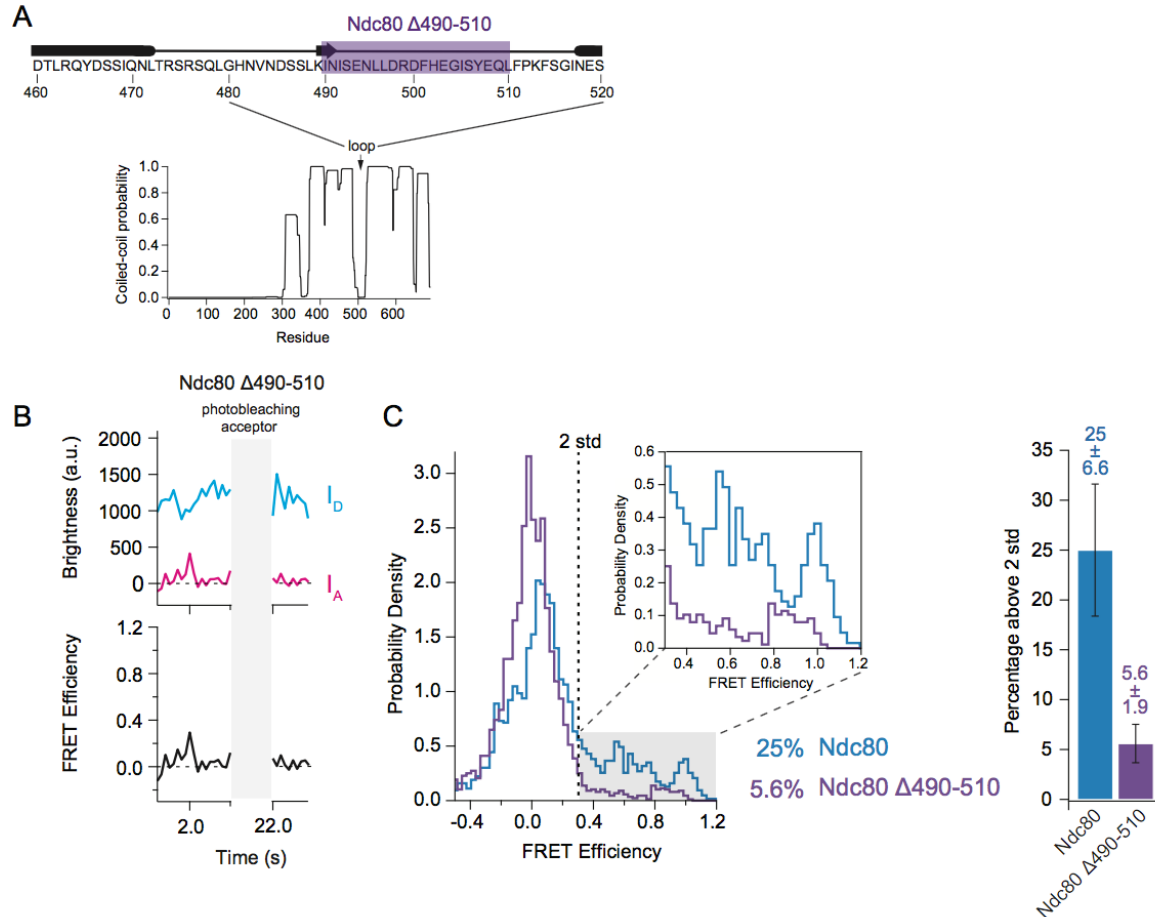 A
Ndc80 Δ490-510
DTLRQYDSSIQNLTRSRSQLGHNVNDSSLKINISENLLDRDFHEGISYEQLFPKFSGINES
460 470 480 490 500 510 520
loop
Coiled-coil probability
1.0
0.8
0.6
0.4
0.2
0.0
0 100 200 300 400 500 600
Residue
B
Ndc80 Δ490-510
photobleaching
acceptor
Brightness (a.u.)
2000
1500
1000
500
0
I_D
I_A
FRET Efficiency
1.2
0.8
0.4
0.0
2.0 22.0
Time (s)
C
2 std
Probability Density
3.0
2.5
2.0
1.5
1.0
0.5
0.0
-0.4 0.0 0.4 0.8 1.2
FRET Efficiency
Probability Density
0.6
0.5
0.4
0.3
0.2
0.1
0.0
0.4 0.6 0.8 1.0 1.2
FRET Efficiency
25% Ndc80
5.6% Ndc80 Δ490-510
Percentage above 2 std
35
30
25
20
15
10
5
0
25
±
6.6
5.6
±
1.9
Ndc80
Ndc80 Δ490-510